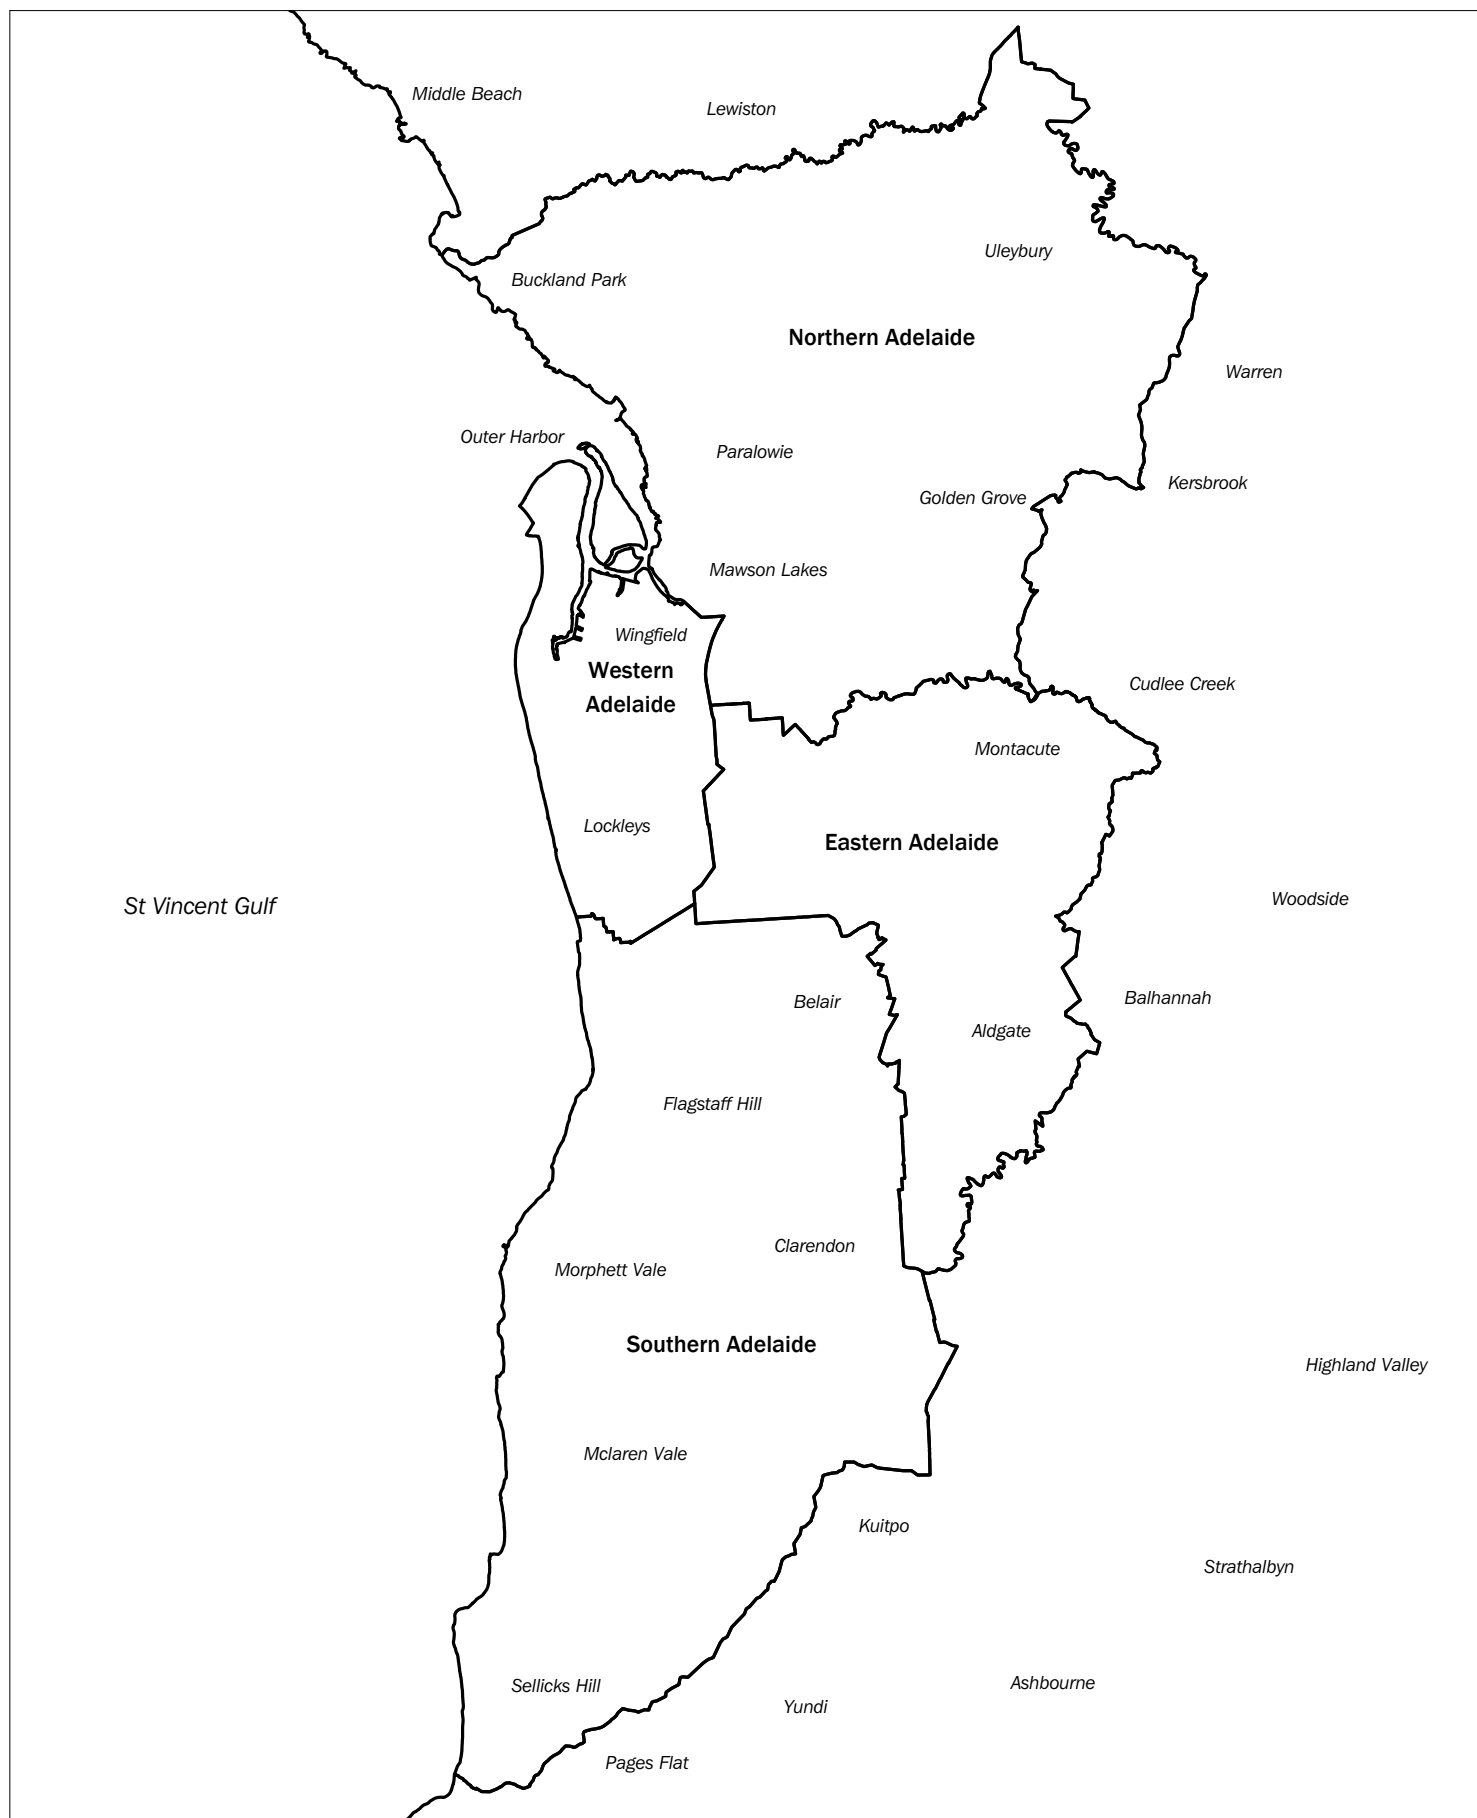 Middle Beach
Lewiston
Uleybury
Buckland Park
Northern Adelaide
Warren
Outer Harbor
Paralowie
Kersbrook
Golden Grove
Mawson Lakes
Wingfield
Western
Adelaide
Cudlee Creek
Montacute
Lockleys
Eastern Adelaide
Woodside
St Vincent Gulf
Balhannah
Belair
Aldgate
Flagstaff Hill
Clarendon
Morphett Vale
Southern Adelaide
Highland Valley
Mclaren Vale
Kuitpo
Strathalbyn
Ashbourne
Sellicks Hill
Yundi
Pages Flat